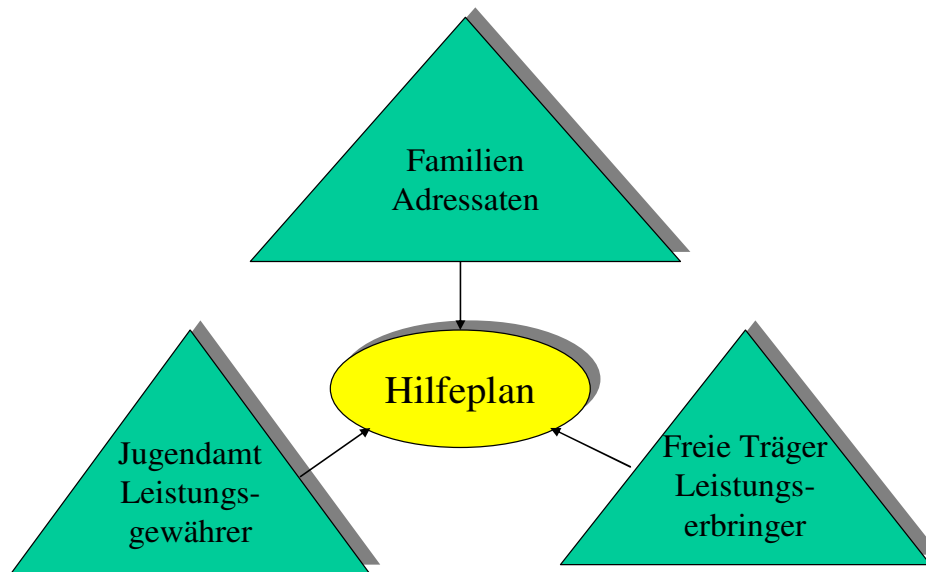 Familien
Adressaten
Hilfeplan
Jugendamt
Leistungs-
gewährer
Freie Träger
Leistungs-
erbringer